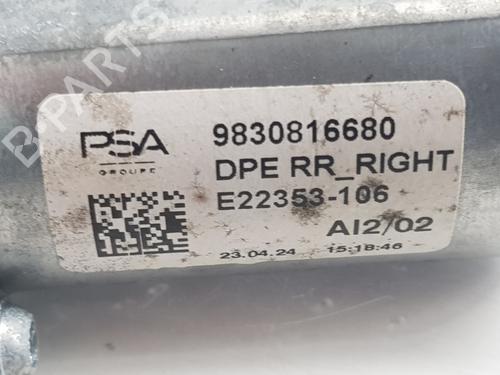 B-PARTS
PSA
GROUPE
9830816680
DPE RR_RIGHT
E22353-106
AI2/02
23.04.24 15:18:46